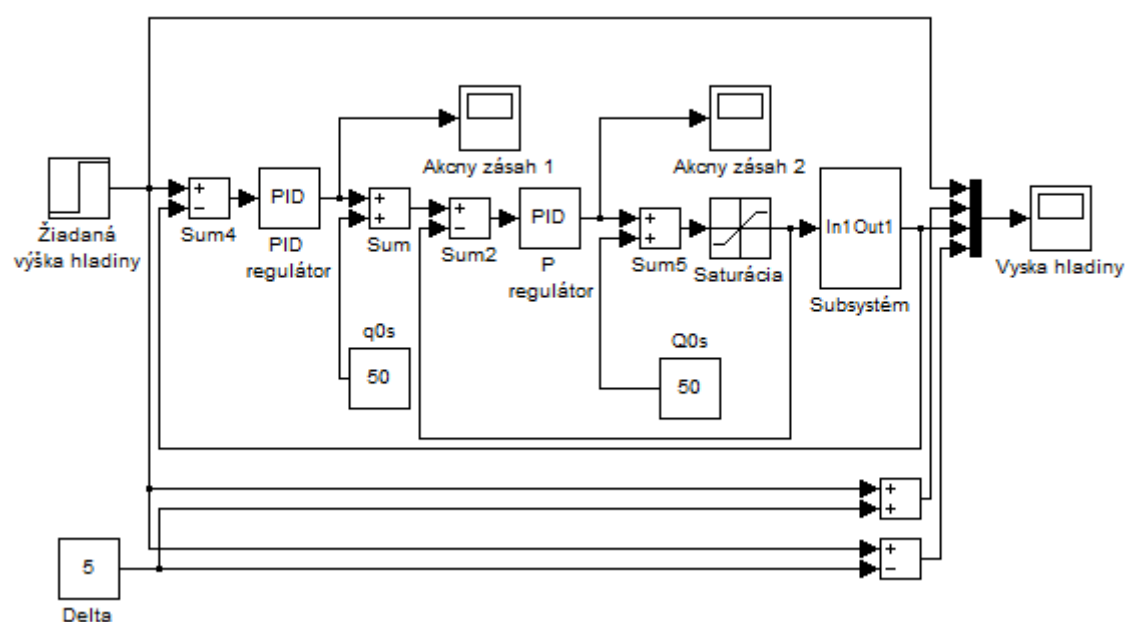 Akcny zásah 1
Akcny zásah 2
+
−
Sum4
PID
PID
regulátor
+
+
Sum
+
−
Sum2
PID
P
regulátor
+
+
Sum5
Saturácia
In1 Out1
Subsystém
Vyska hladiny
Žiadaná
výška hladiny
q0s
50
Q0s
50
+
+
+
−
5
Delta